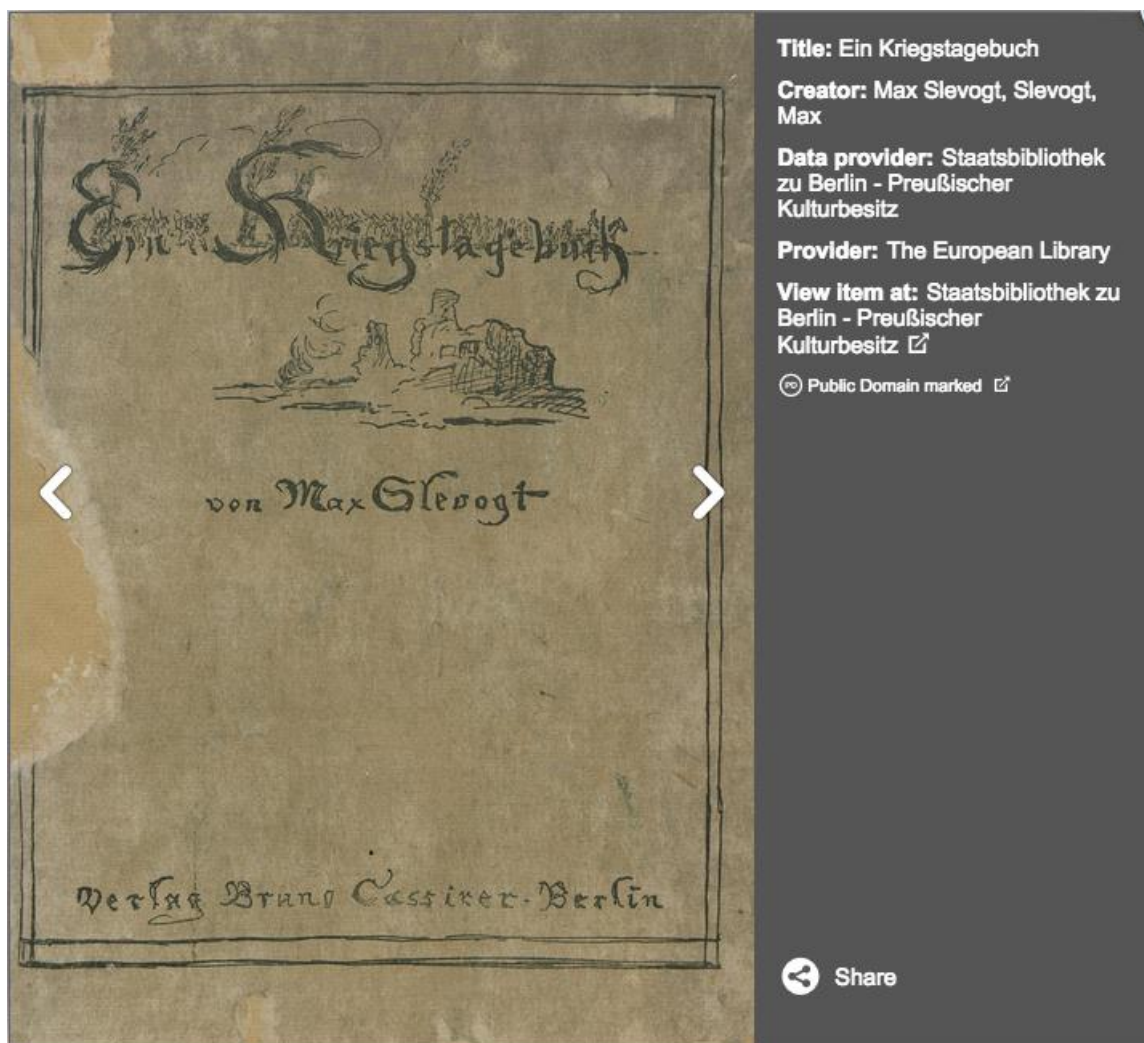 Ein Kriegstagebuch
von Max Slevogt
Verlag Bruno Cassirer · Berlin
Title: Ein Kriegstagebuch
Creator: Max Slevogt, Slevogt,
Max
Data provider: Staatsbibliothek
zu Berlin - Preußischer
Kulturbesitz
Provider: The European Library
View item at: Staatsbibliothek zu
Berlin - Preußischer
Kulturbesitz
PD Public Domain marked
Share